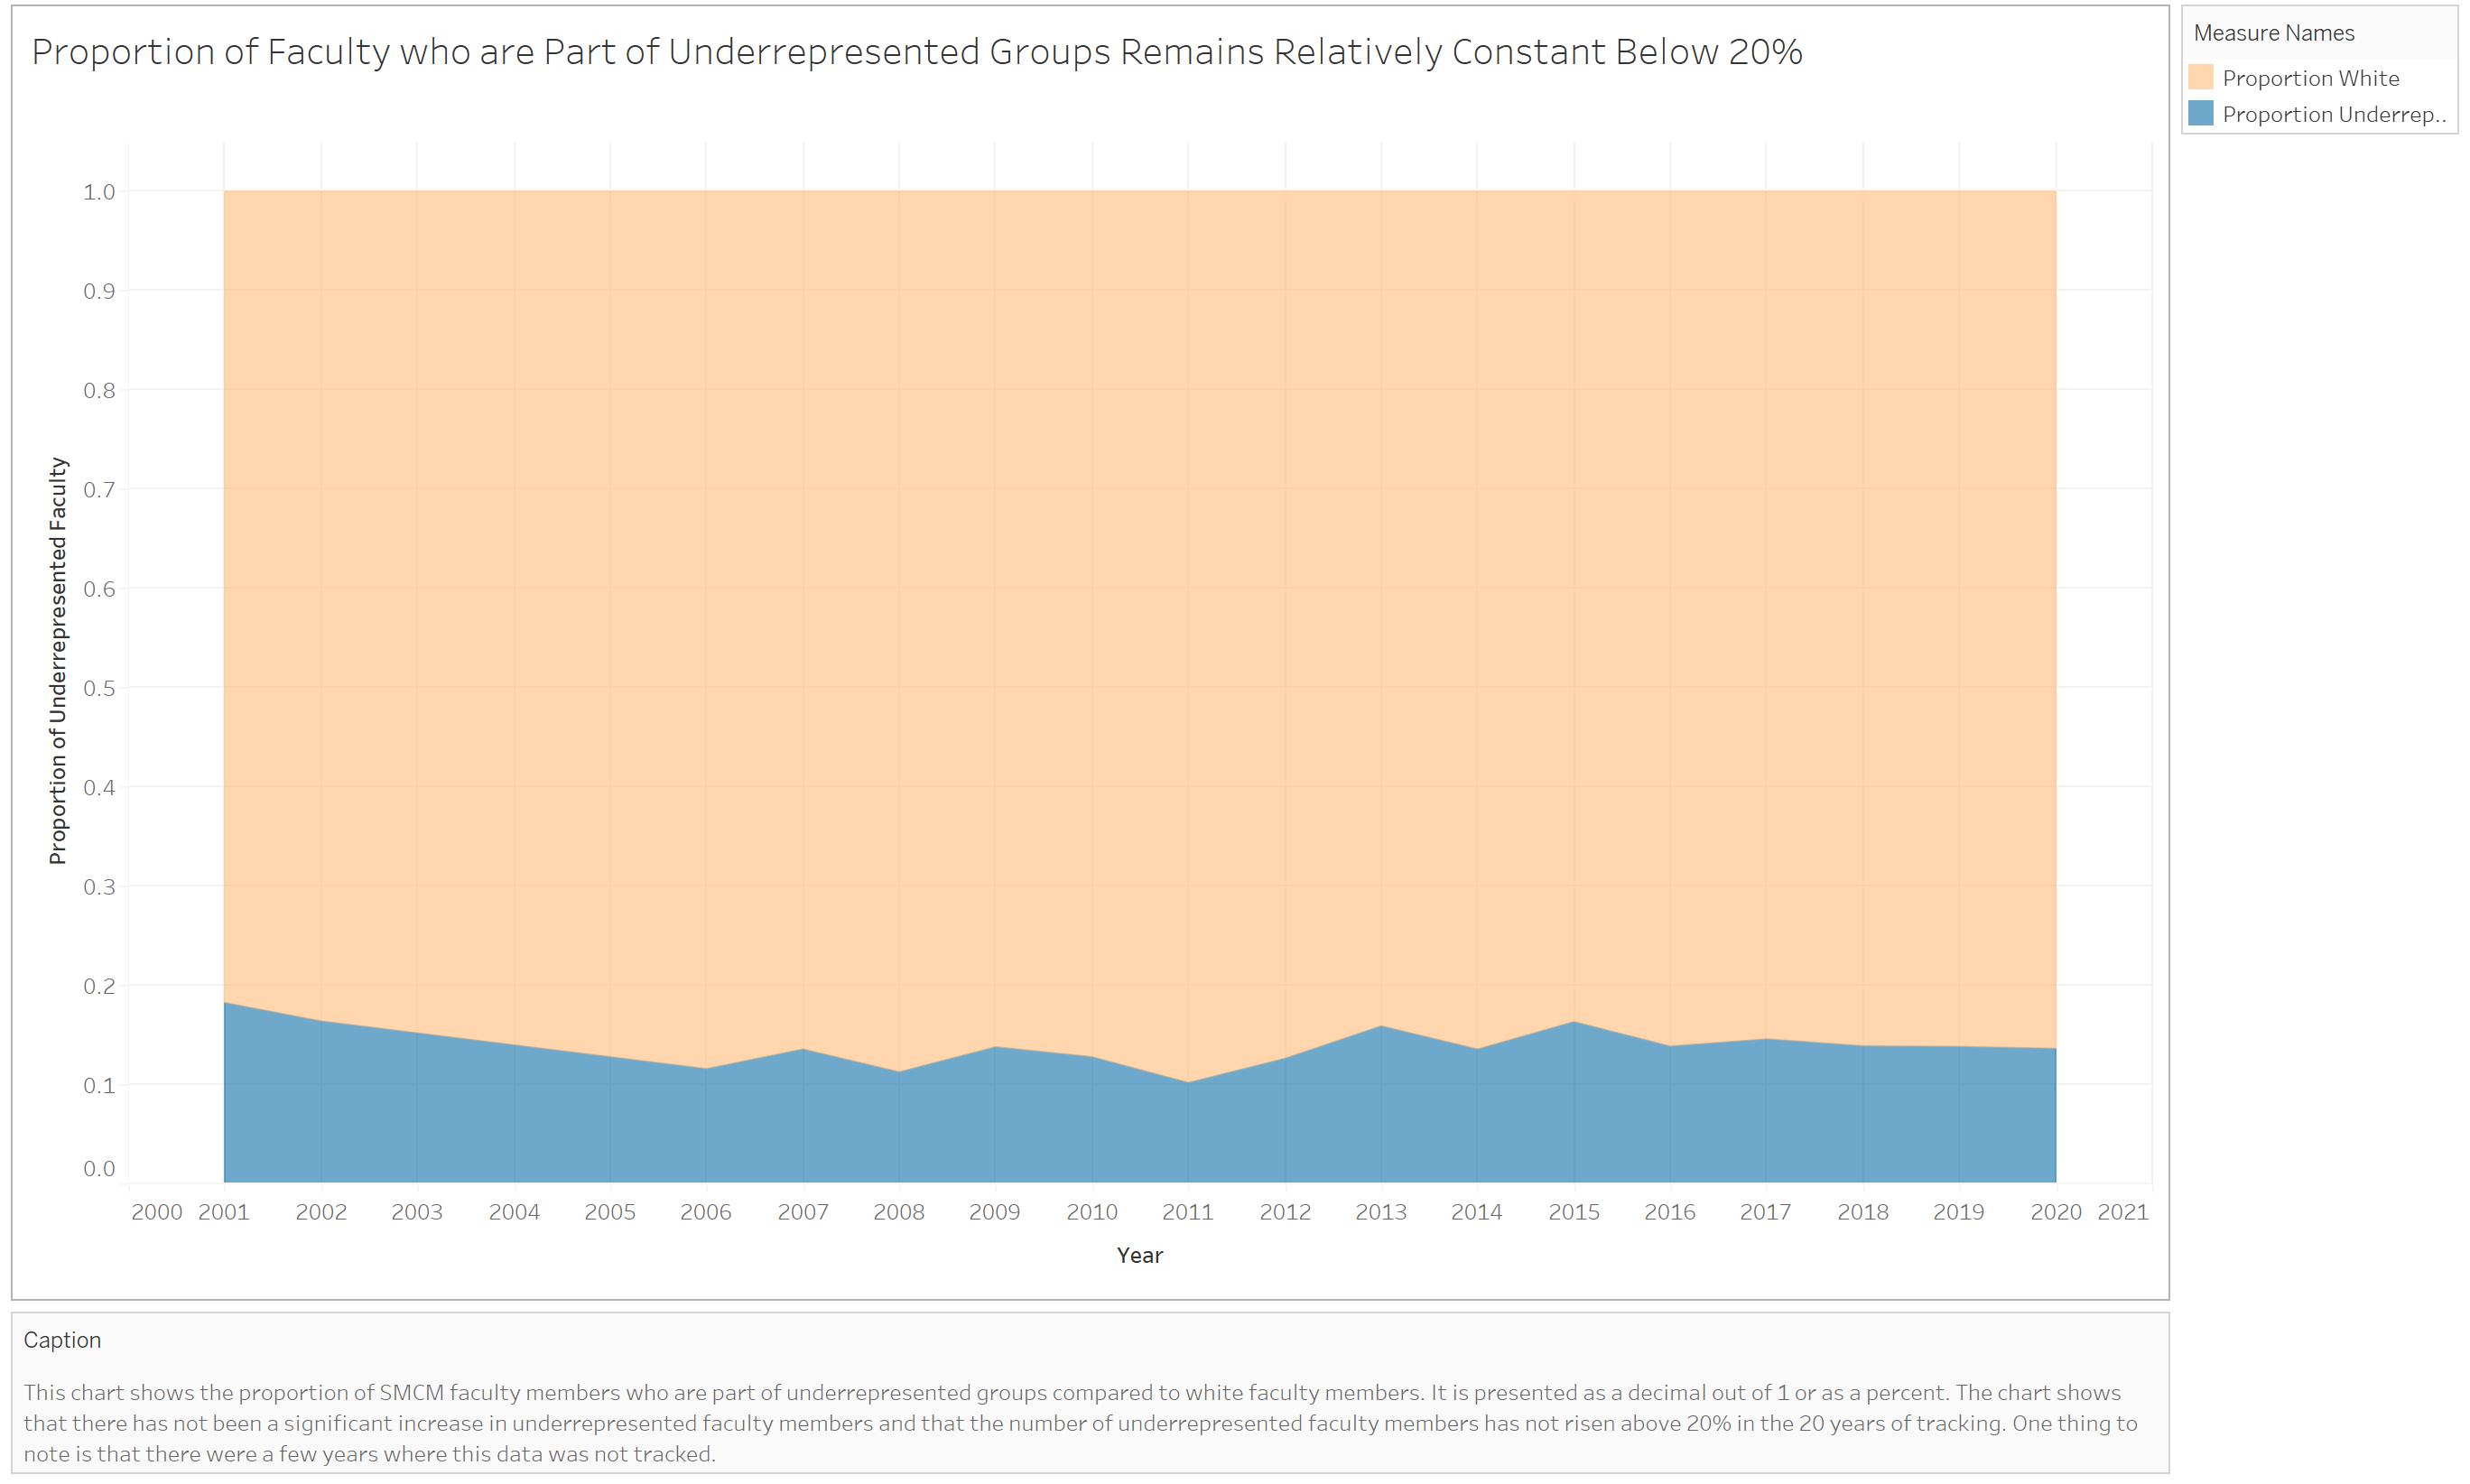 Proportion of Faculty who are Part of Underrepresented Groups Remains Relatively Constant Below 20%
Measure Names
Proportion White
Proportion Underrep..
Proportion of Underrepresented Faculty
1.0
0.9
0.8
0.7
0.6
0.5
0.4
0.3
0.2
0.1
0.0
2000 2001 2002 2003 2004 2005 2006 2007 2008 2009 2010 2011 2012 2013 2014 2015 2016 2017 2018 2019 2020 2021
Year
Caption
This chart shows the proportion of SMCM faculty members who are part of underrepresented groups compared to white faculty members. It is presented as a decimal out of 1 or as a percent. The chart shows
that there has not been a significant increase in underrepresented faculty members and that the number of underrepresented faculty members has not risen above 20% in the 20 years of tracking. One thing to
note is that there were a few years where this data was not tracked.